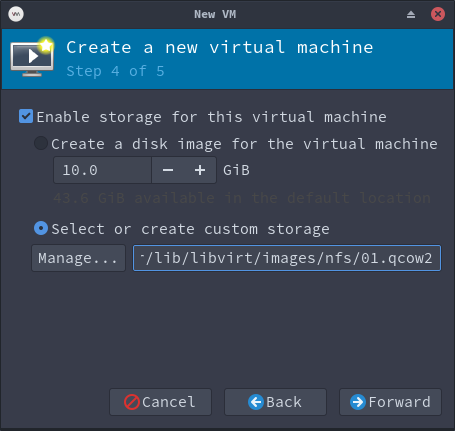 New VM
Create a new virtual machine
Step 4 of 5
Enable storage for this virtual machine
Create a disk image for the virtual machine
10.0 − + GiB
43.6 GiB available in the default location
Select or create custom storage
Manage... /lib/libvirt/images/nfs/01.qcow2
Cancel Back Forward